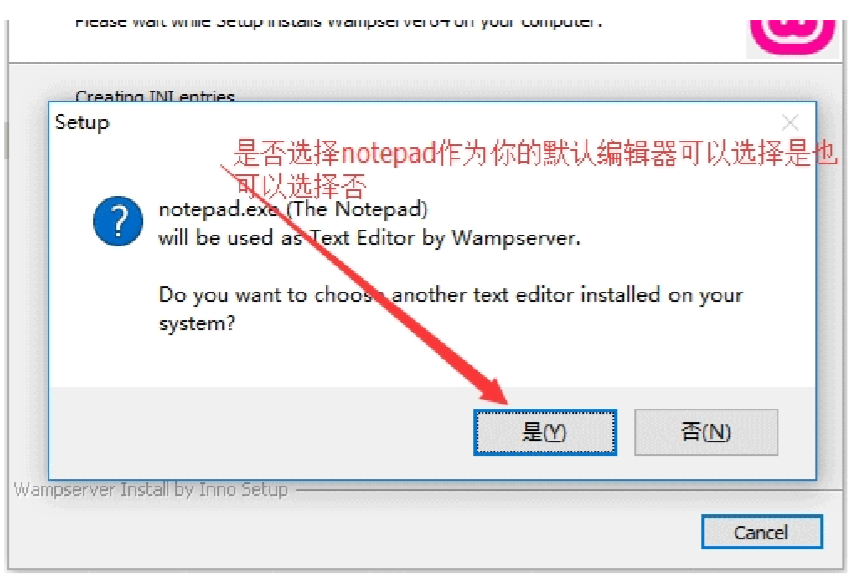 Please wait while Setup installs Wampserver64 on your computer.
Creating INI entries
Setup
是否选择notepad作为你的默认编辑器可以选择是也
可以选择否
notepad.exe (The Notepad)
will be used as Text Editor by Wampserver.
Do you want to choose another text editor installed on your
system?
是(Y)
否(N)
Wampserver Install by Inno Setup
Cancel